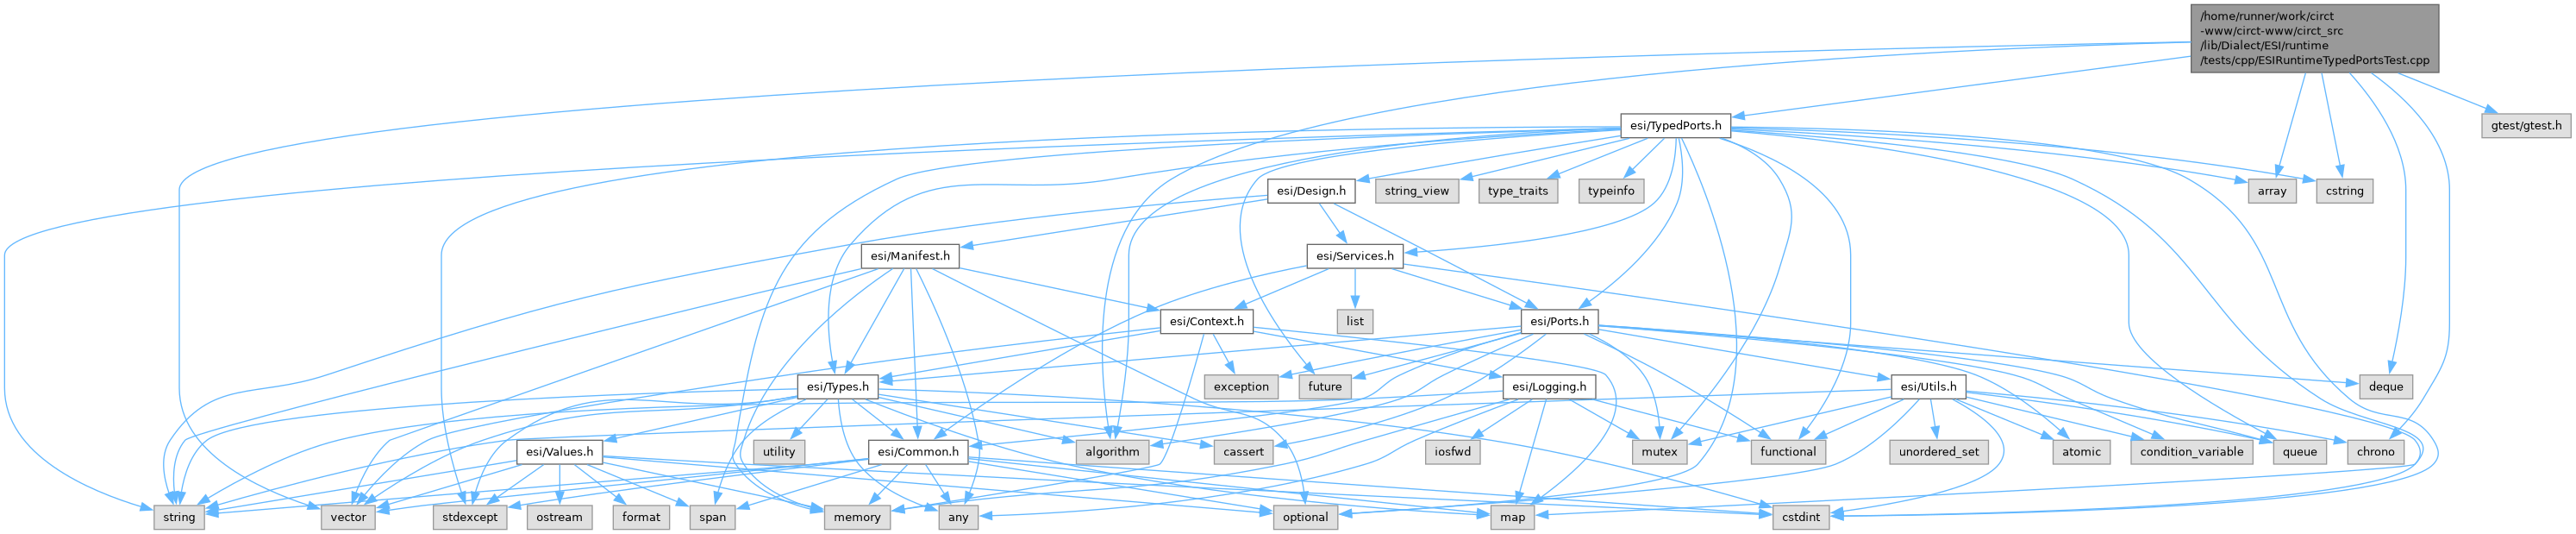 /home/runner/work/circt
-www/circt-www/circt_src
/lib/Dialect/ESI/runtime
/tests/cpp/ESIRuntimeTypedPortsTest.cpp
esi/TypedPorts.h
gtest/gtest.h
esi/Design.h
string_view
type_traits
typeinfo
array
cstring
esi/Manifest.h
esi/Services.h
esi/Context.h
list
esi/Ports.h
esi/Types.h
exception
future
esi/Logging.h
esi/Utils.h
deque
esi/Values.h
utility
esi/Common.h
algorithm
cassert
iosfwd
mutex
functional
unordered_set
atomic
condition_variable
queue
chrono
string
vector
stdexcept
ostream
format
span
memory
any
optional
map
cstdint